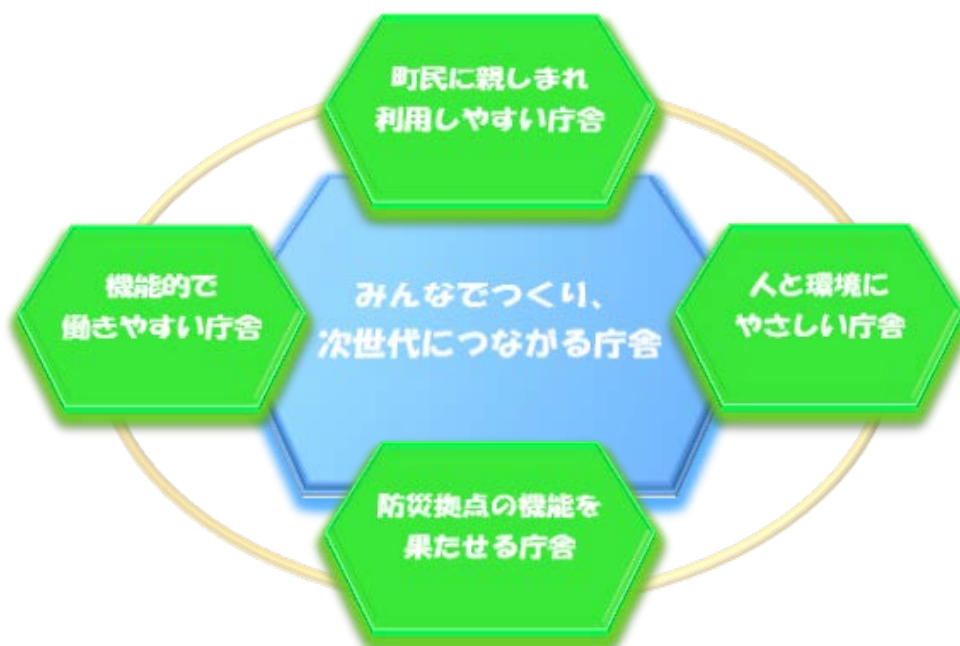 町民に親しまれ
利用しやすい庁舎
機能的で
働きやすい庁舎
みんなでつくり、
次世代につながる庁舎
人と環境に
やさしい庁舎
防災拠点の機能を
果たせる庁舎